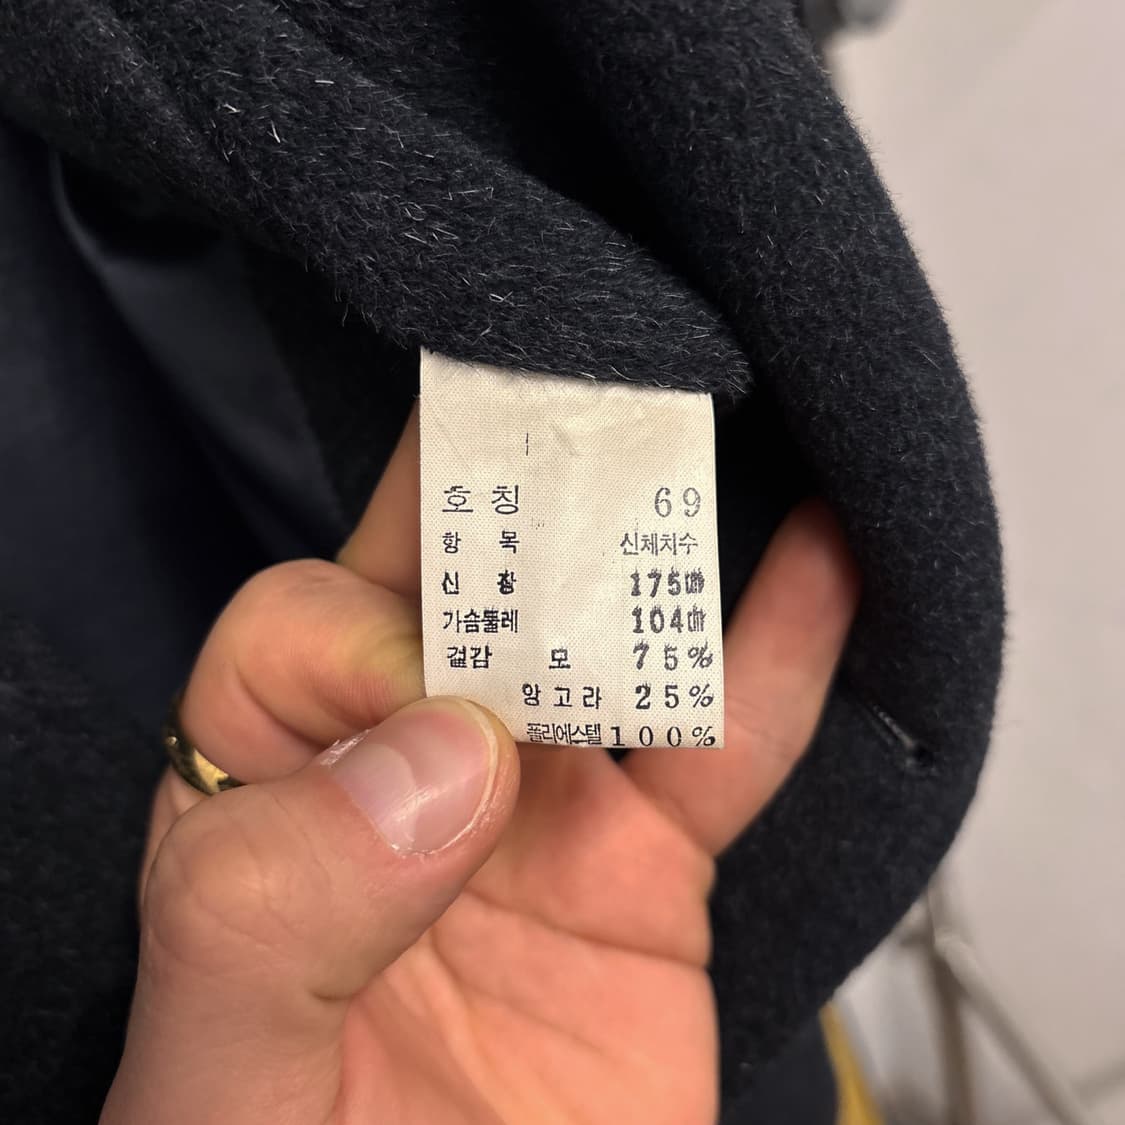 호 칭 69
항 목 신체치수
신 장 175cm
가슴둘레 104cm
겉감 모 75%
앙고라 25%
폴리에스텔 100%